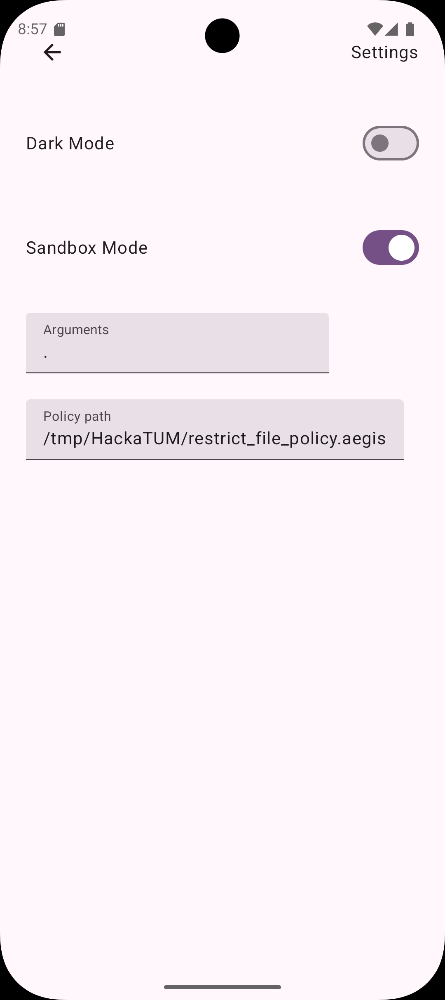 8:57
Settings
Dark Mode
Sandbox Mode
Arguments
.
Policy path
/tmp/HackaTUM/restrict_file_policy.aegis